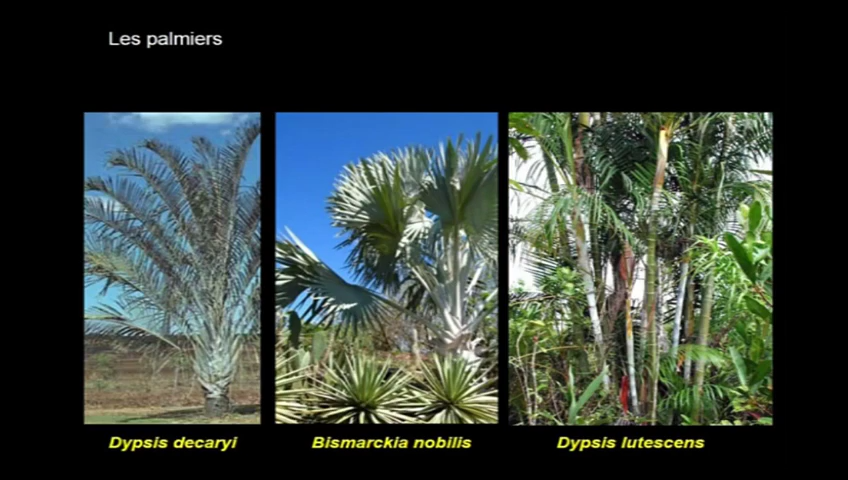 Les palmiers
Dypsis decaryi
Bismarckia nobilis
Dypsis lutescens